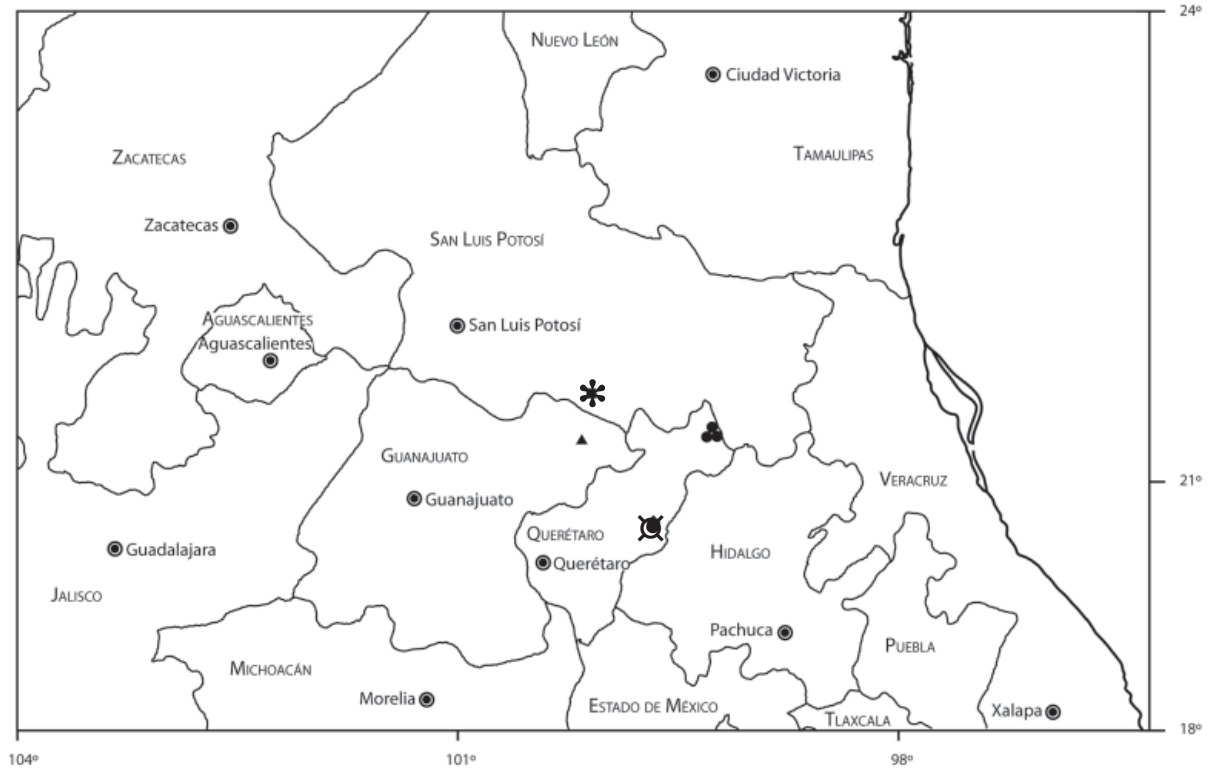 24º
NUEVO LEÓN
Ciudad Victoria
ZACATECAS
TAMAULIPAS
Zacatecas
SAN LUIS POTOSÍ
AGUASCALIENTES
San Luis Potosí
Aguascalientes
GUANAJUATO
VERACRUZ
21º
Guanajuato
QUERÉTARO
Guadalajara
HIDALGO
Querétaro
JALISCO
Pachuca
PUEBLA
MICHOACÁN
Morelia
ESTADO DE MÉXICO
Xalapa
TLAXCALA
18º
104º
101º
98º